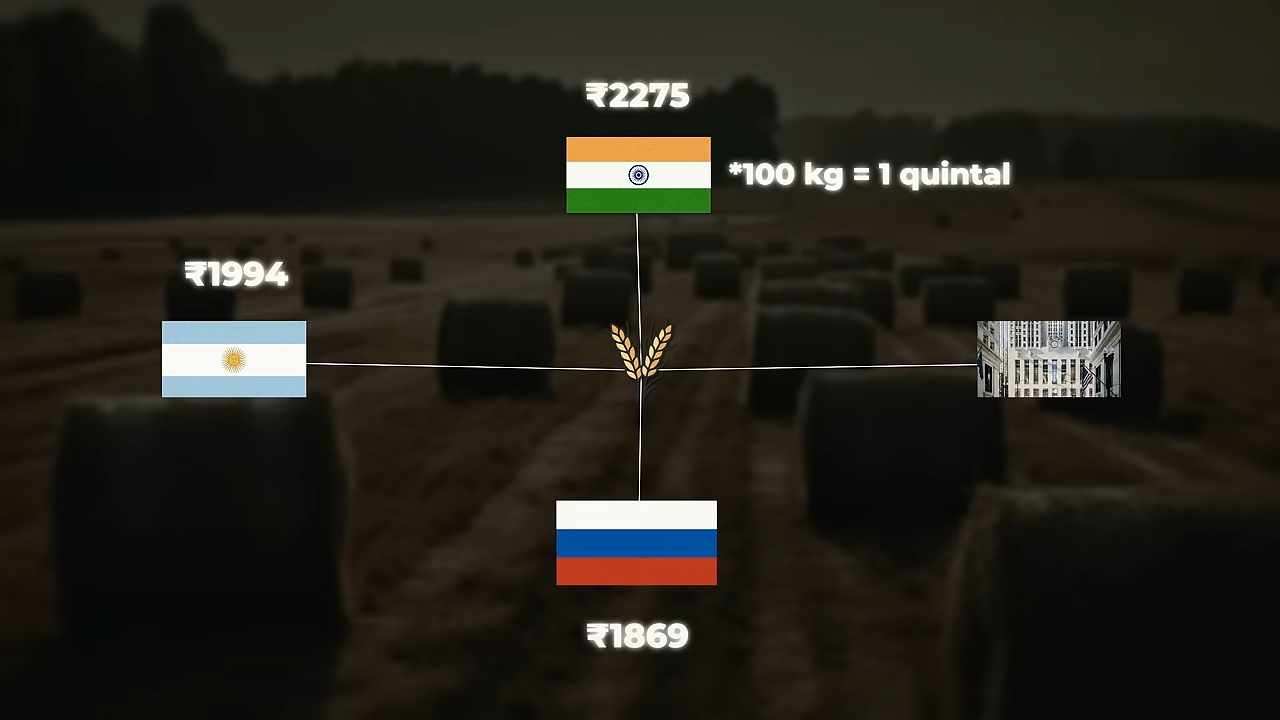 ₹2275
*100 kg = 1 quintal
₹1994
₹1869